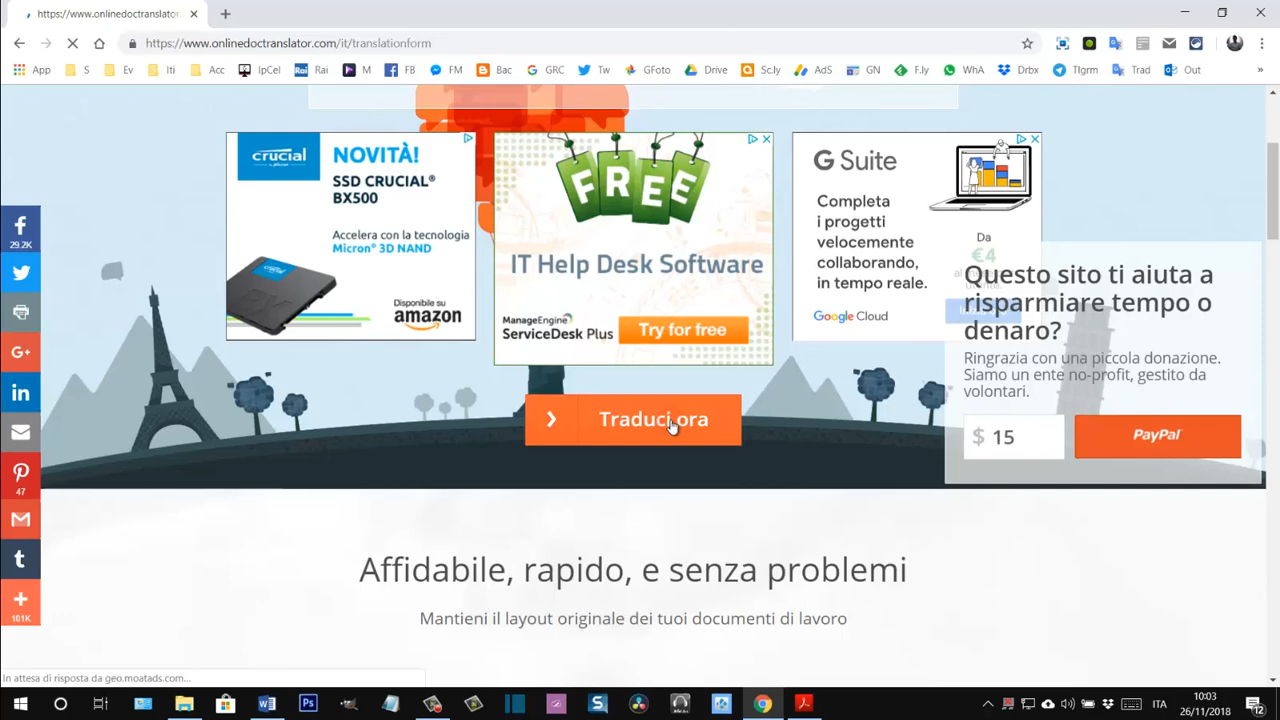 https://www.onlinedoctranslator.
https://www.onlinedoctranslator.com/it/translationform
App S Ev Iti Acc IpCel Rai M FB FM Bac GRC Tw GFoto Drive Sc.ly AdS GN F.ly WhA Drbx Tlgrm Trad Out »
crucial
NOVITÀ!
SSD CRUCIAL®
BX500
Accelera con la tecnologia
Micron® 3D NAND
Disponibile su
amazon
FREE
IT Help Desk Software
ManageEngine
ServiceDesk Plus
Try for free
G Suite
Completa
i progetti
velocemente
collaborando,
in tempo reale.
Da
€4
Google Cloud
29.2K
47
101K
Questo sito ti aiuta a
risparmiare tempo o
denaro?
Ringrazia con una piccola donazione.
Siamo un ente no-profit, gestito da
volontari.
$ 15
PayPal
Traduci ora
Affidabile, rapido, e senza problemi
Mantieni il layout originale dei tuoi documenti di lavoro
In attesa di risposta da geo.moatads.com...
ITA
10:03
26/11/2018
12